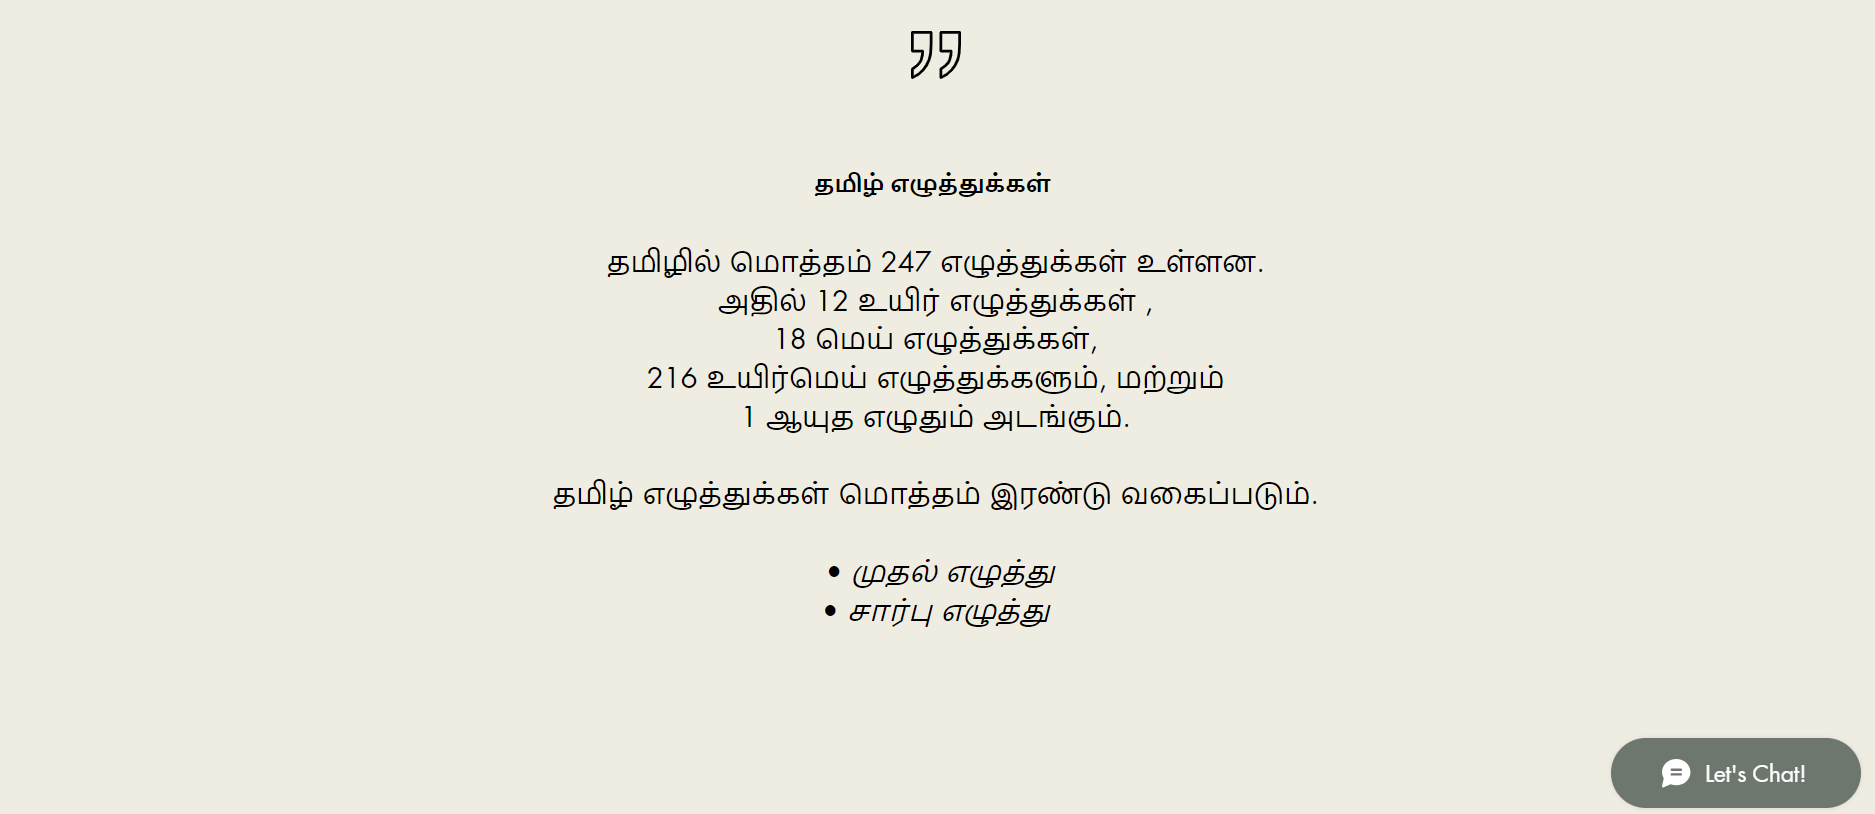 தமிழ் எழுத்துக்கள்
தமிழில் மொத்தம் 247 எழுத்துக்கள் உள்ளன.
அதில் 12 உயிர் எழுத்துக்கள் ,
18 மெய் எழுத்துக்கள்,
216 உயிர்மெய் எழுத்துக்களும், மற்றும்
1 ஆயுத எழுதும் அடங்கும்.
தமிழ் எழுத்துக்கள் மொத்தம் இரண்டு வகைப்படும்.
• முதல் எழுத்து
• சார்பு எழுத்து
Let's Chat!